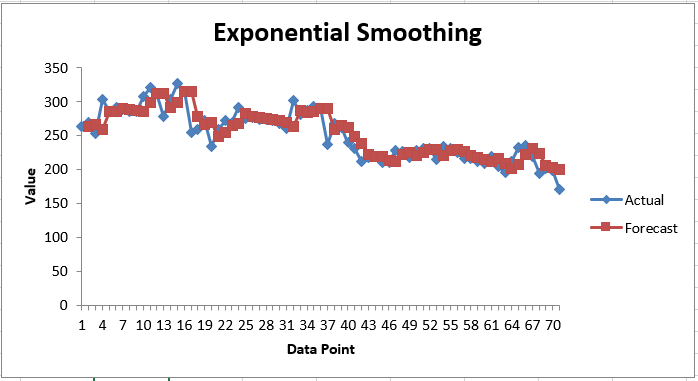 Exponential Smoothing
350
300
250
200
150
100
50
0
Value
1 4 7 10 13 16 19 22 25 28 31 34 37 40 43 46 49 52 55 58 61 64 67 70
Data Point
Actual
Forecast